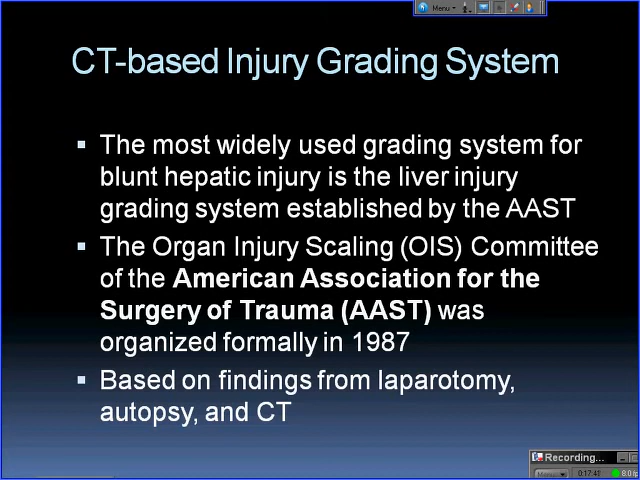 Menu
CT-based Injury Grading System
The most widely used grading system for
blunt hepatic injury is the liver injury
grading system established by the AAST
The Organ Injury Scaling (OIS) Committee
of the American Association for the
Surgery of Trauma (AAST) was
organized formally in 1987
Based on findings from laparotomy,
autopsy, and CT
Recording...
Menu 0:17:41 8.0